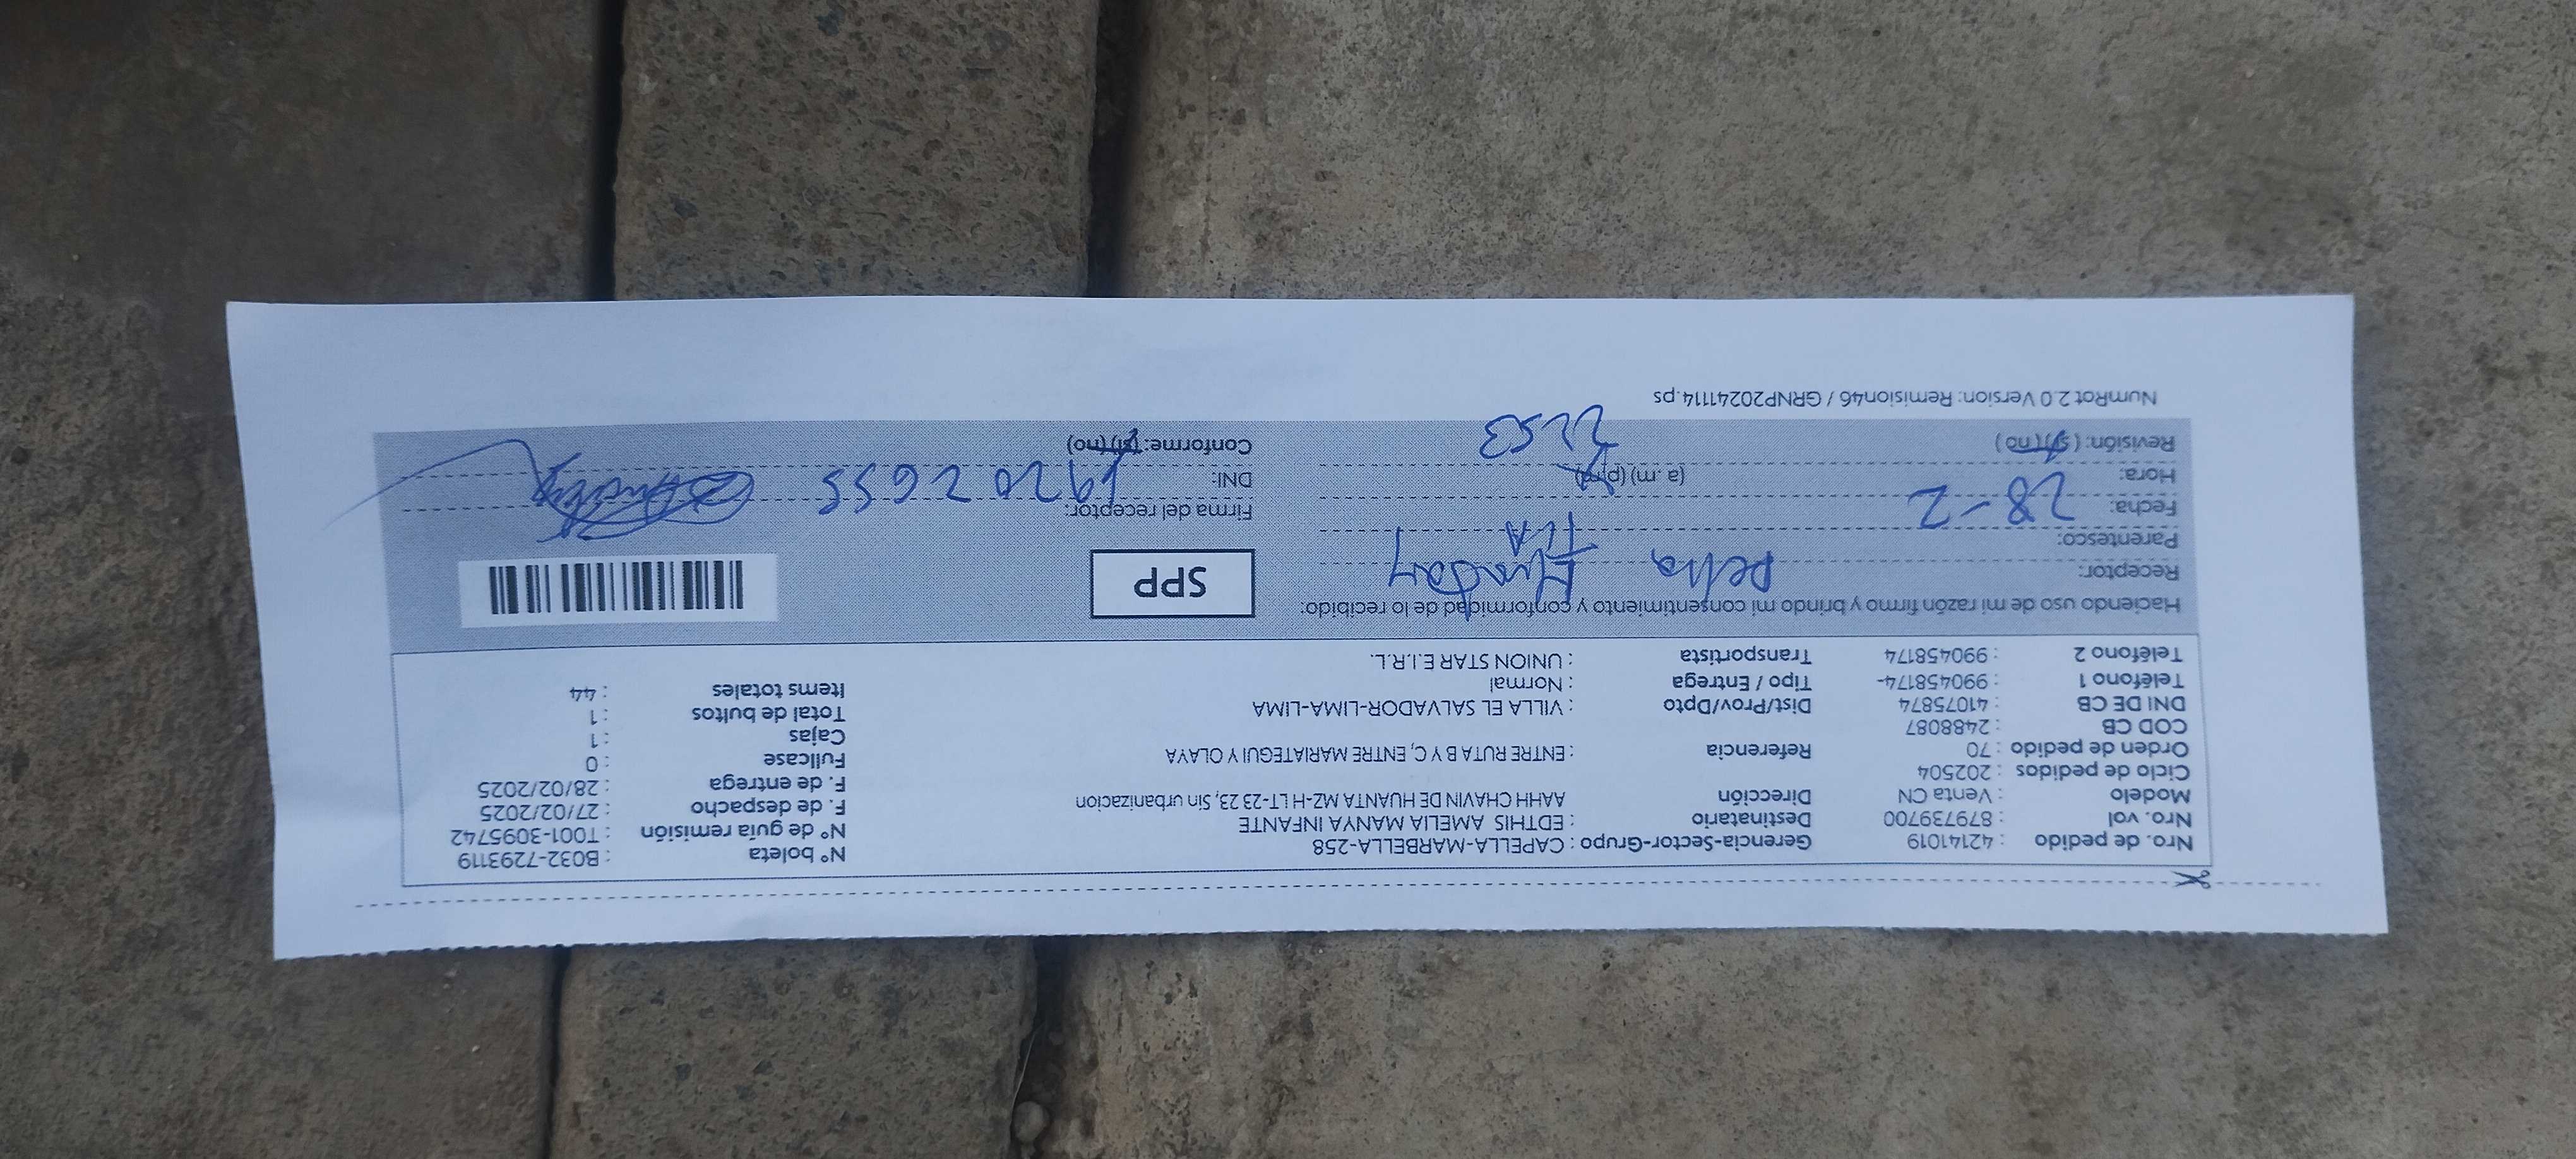 Nro. de pedido : 42141019 Gerencia-Sector-Grupo : CAPELLA-MARBELLA-258 N° boleta : B032-7293119
Nro. vol : 879739700 Destinatario : EDTHIS AMELIA MANYA INFANTE N° de guía remisión : T001-3095742
Modelo : Venta CN Dirección AAHH CHAVIN DE HUANTA MZ-H LT-23 23, Sin urbanizacion F. de despacho : 27/02/2025
Ciclo de pedidos : 202504 F. de entrega : 28/02/2025
Orden de pedido : 70 Referencia : ENTRE RUTA B Y C, ENTRE MARIATEGUI Y OLAYA Fullcase : 0
COD CB : 2488087 Cajas : 1
DNI DE CB : 41075874 Dist/Prov/Dpto : VILLA EL SALVADOR-LIMA-LIMA Total de bultos : 1
Teléfono 1 : 990458174- Tipo / Entrega : Normal Items totales : 44
Teléfono 2 : 990458174 Transportista : UNION STAR E.I.R.L.
Haciendo uso de mi razón firmo y brindo mi consentimiento y conformidad de lo recibido:
SPP
Receptor: Delia
Parentesco: TIA
Fecha: 28-2 Firma del receptor:
Hora: (a.m) (p.m) DNI:
Revisión: (si) (no) 2253 Conforme: (si) (no)
NumRot 2.0 Version: Remision46 / GRNP20241114.ps